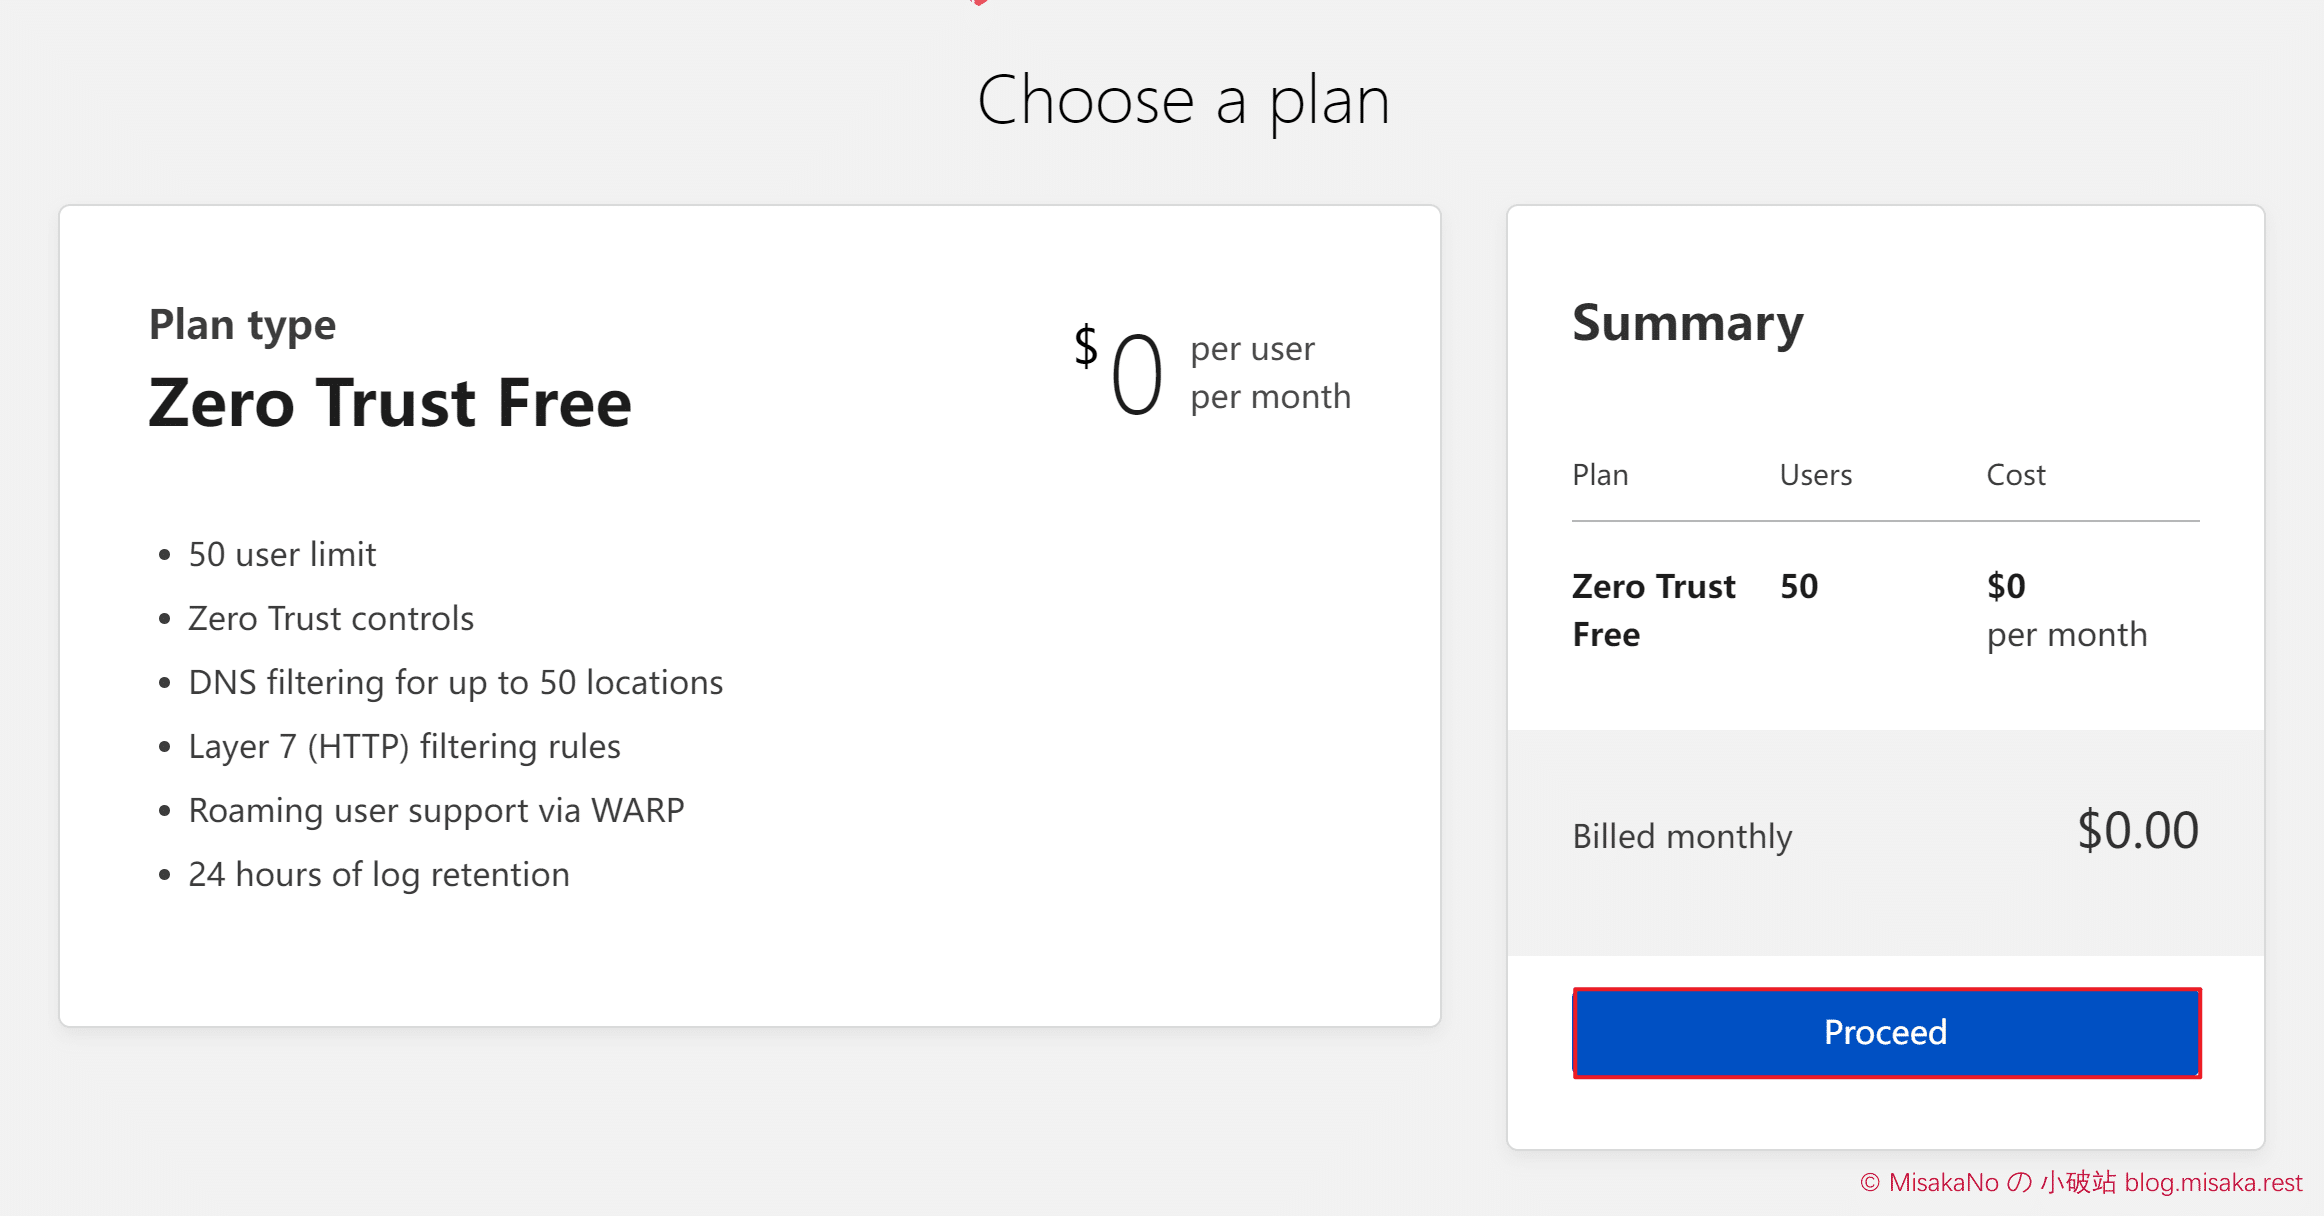 Choose a plan
Plan type
Zero Trust Free
$0 per user
per month
• 50 user limit
• Zero Trust controls
• DNS filtering for up to 50 locations
• Layer 7 (HTTP) filtering rules
• Roaming user support via WARP
• 24 hours of log retention
Summary
Plan Users Cost
Zero Trust 50 $0
Free per month
Billed monthly $0.00
Proceed
© MisakaNo の 小破站 blog.misaka.rest